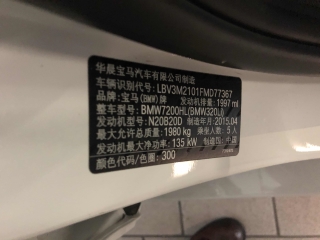 华晨宝马汽车有限公司制造
车辆识别代号: LBV3M2101FMD77367
品牌: 宝马(BMW)牌 发动机排量: 1997 ml
整车型号: BMW7200HL(BMW320Li)
发动机型号: N20B20D 制造年月: 2015.04
最大允许总质量: 1980 kg 乘坐人数: 5 人
发动机最大净功率: 135 kW 制造国: 中国
颜色代码/色圈: 300